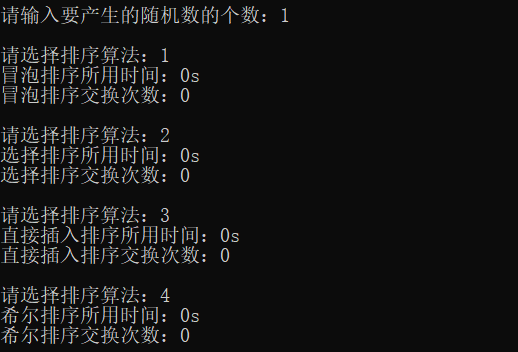 请输入要产生的随机数的个数：1
请选择排序算法：1
冒泡排序所用时间：0s
冒泡排序交换次数：0
请选择排序算法：2
选择排序所用时间：0s
选择排序交换次数：0
请选择排序算法：3
直接插入排序所用时间：0s
直接插入排序交换次数：0
请选择排序算法：4
希尔排序所用时间：0s
希尔排序交换次数：0